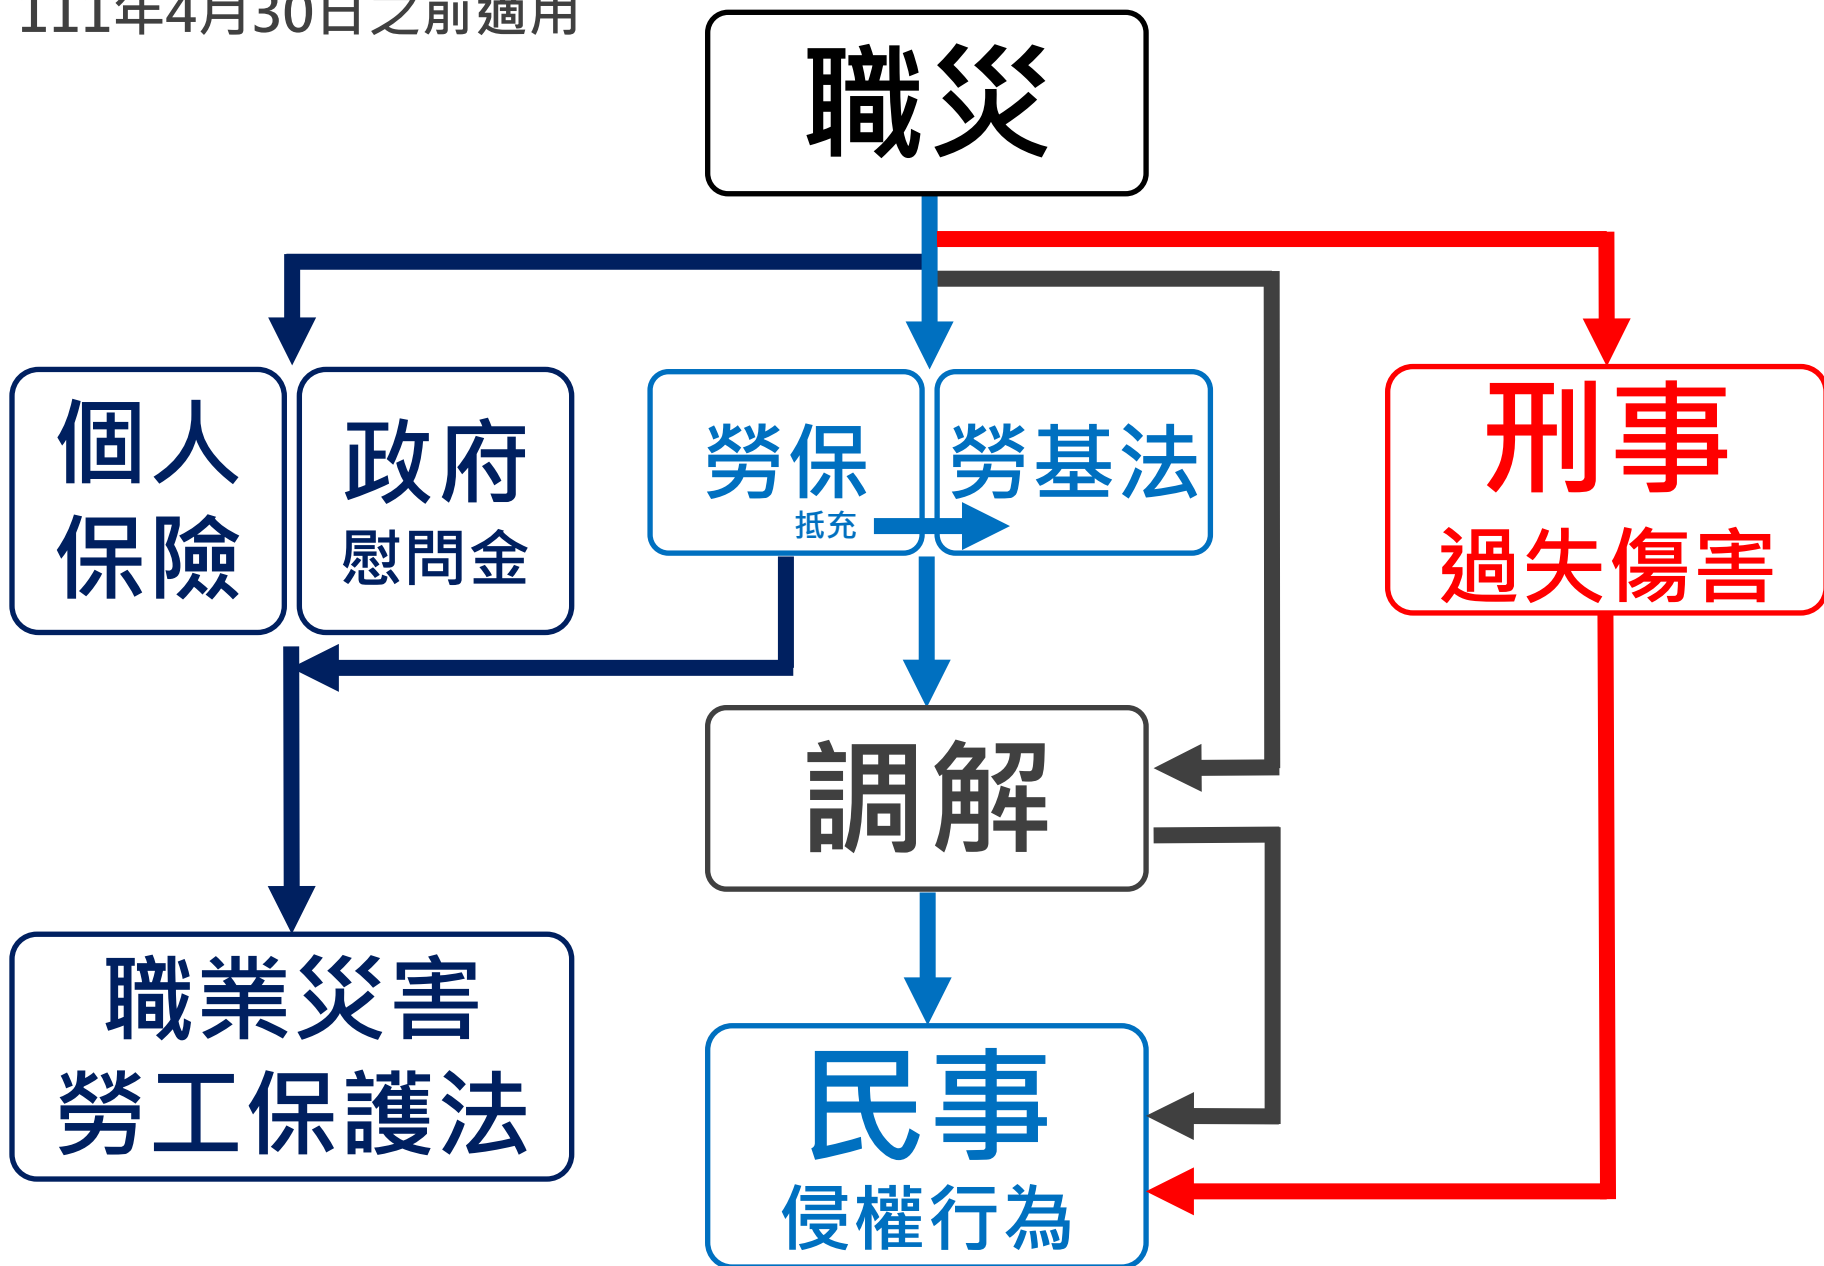 111年4月30日之前適用
職災
個人
保險
政府
慰問金
勞保
抵充
勞基法
刑事
過失傷害
調解
職業災害
勞工保護法
民事
侵權行為